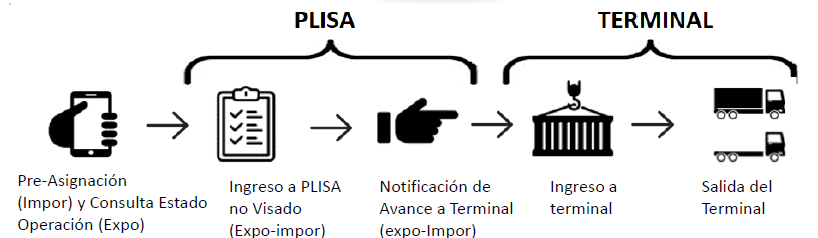 PLISA
TERMINAL
Pre-Asignación
(Impor) y Consulta Estado
Operación (Expo)
Ingreso a PLISA
no Visado
(Expo-impor)
Notificación de
Avance a Terminal
(expo-Impor)
Ingreso a
terminal
Salida del
Terminal